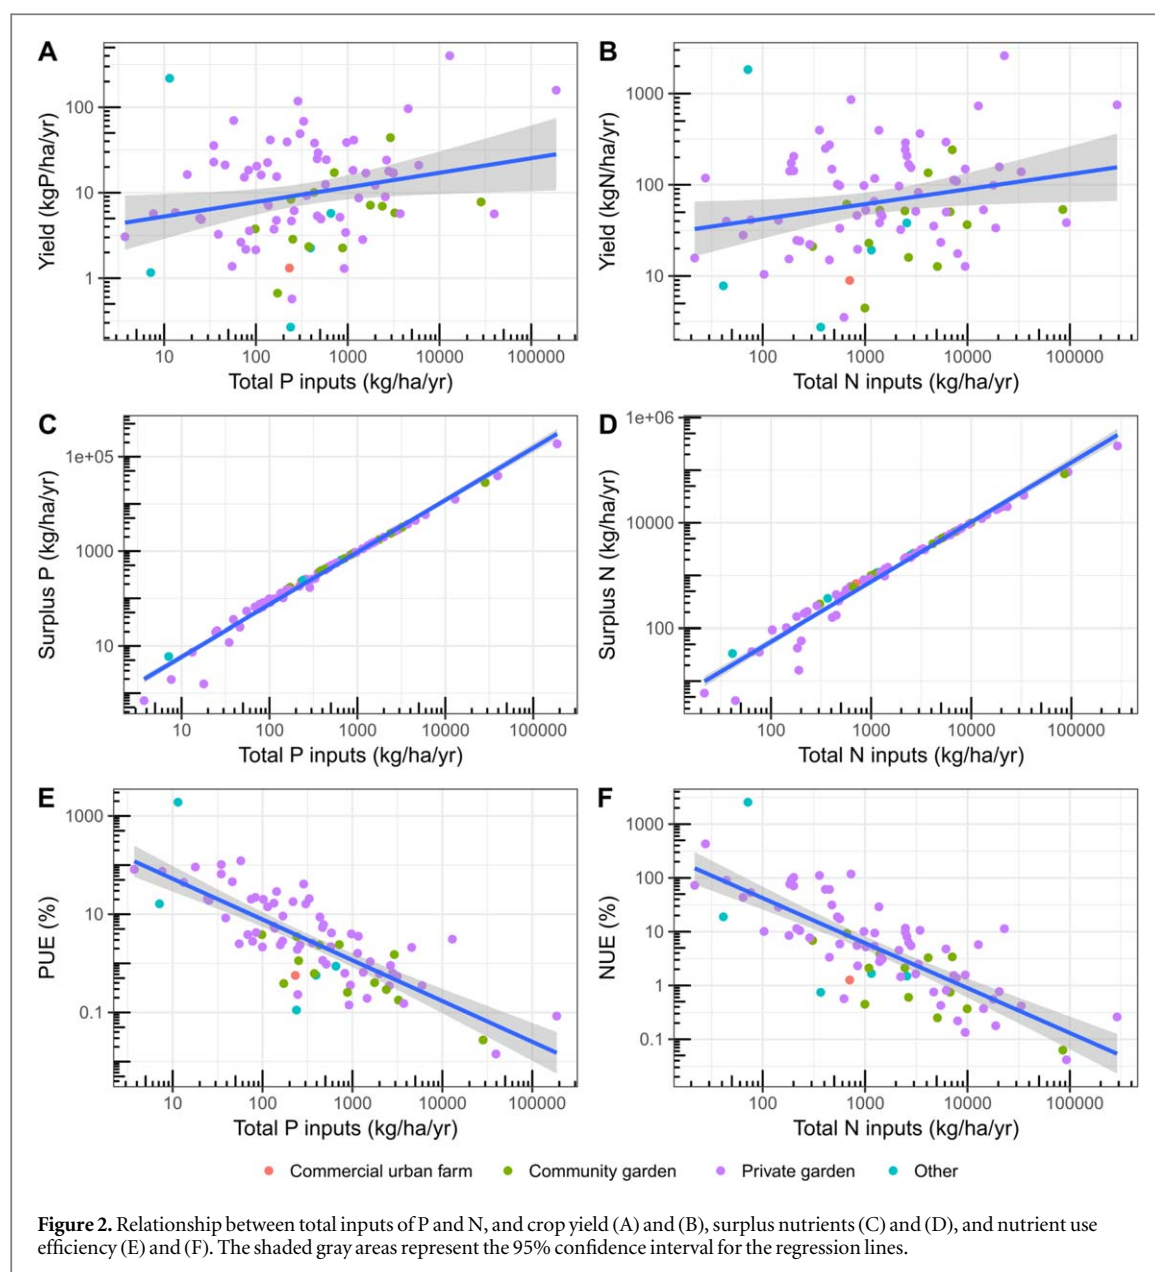 A
Yield (kgP/ha/yr)
100
10
1
10 100 1000 10000 100000
Total P inputs (kg/ha/yr)
B
Yield (kgN/ha/yr)
1000
100
10
100 1000 10000 100000
Total N inputs (kg/ha/yr)
C
Surplus P (kg/ha/yr)
1e+05
1000
10
10 100 1000 10000 100000
Total P inputs (kg/ha/yr)
D
Surplus N (kg/ha/yr)
1e+06
10000
100
100 1000 10000 100000
Total N inputs (kg/ha/yr)
E
PUE (%)
1000
10
0.1
10 100 1000 10000 100000
Total P inputs (kg/ha/yr)
F
NUE (%)
1000
100
10
1
0.1
100 1000 10000 100000
Total N inputs (kg/ha/yr)
Commercial urban farm Community garden Private garden Other
Figure 2. Relationship between total inputs of P and N, and crop yield (A) and (B), surplus nutrients (C) and (D), and nutrient use
efficiency (E) and (F). The shaded gray areas represent the 95% confidence interval for the regression lines.